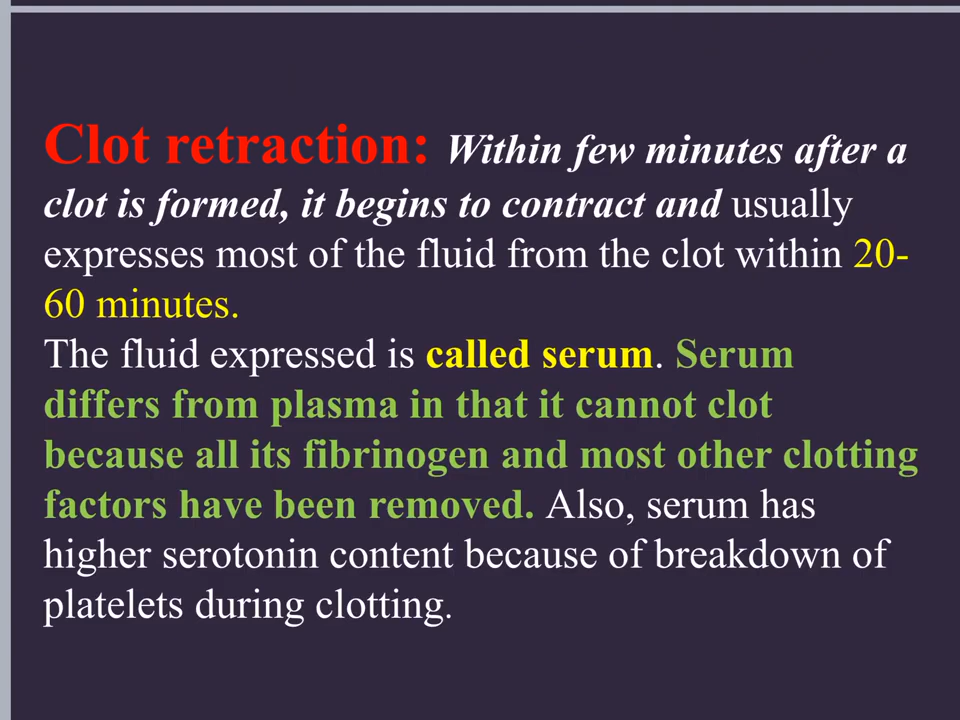 Clot retraction: Within few minutes after a
clot is formed, it begins to contract and usually
expresses most of the fluid from the clot within 20-
60 minutes.
The fluid expressed is called serum. Serum
differs from plasma in that it cannot clot
because all its fibrinogen and most other clotting
factors have been removed. Also, serum has
higher serotonin content because of breakdown of
platelets during clotting.